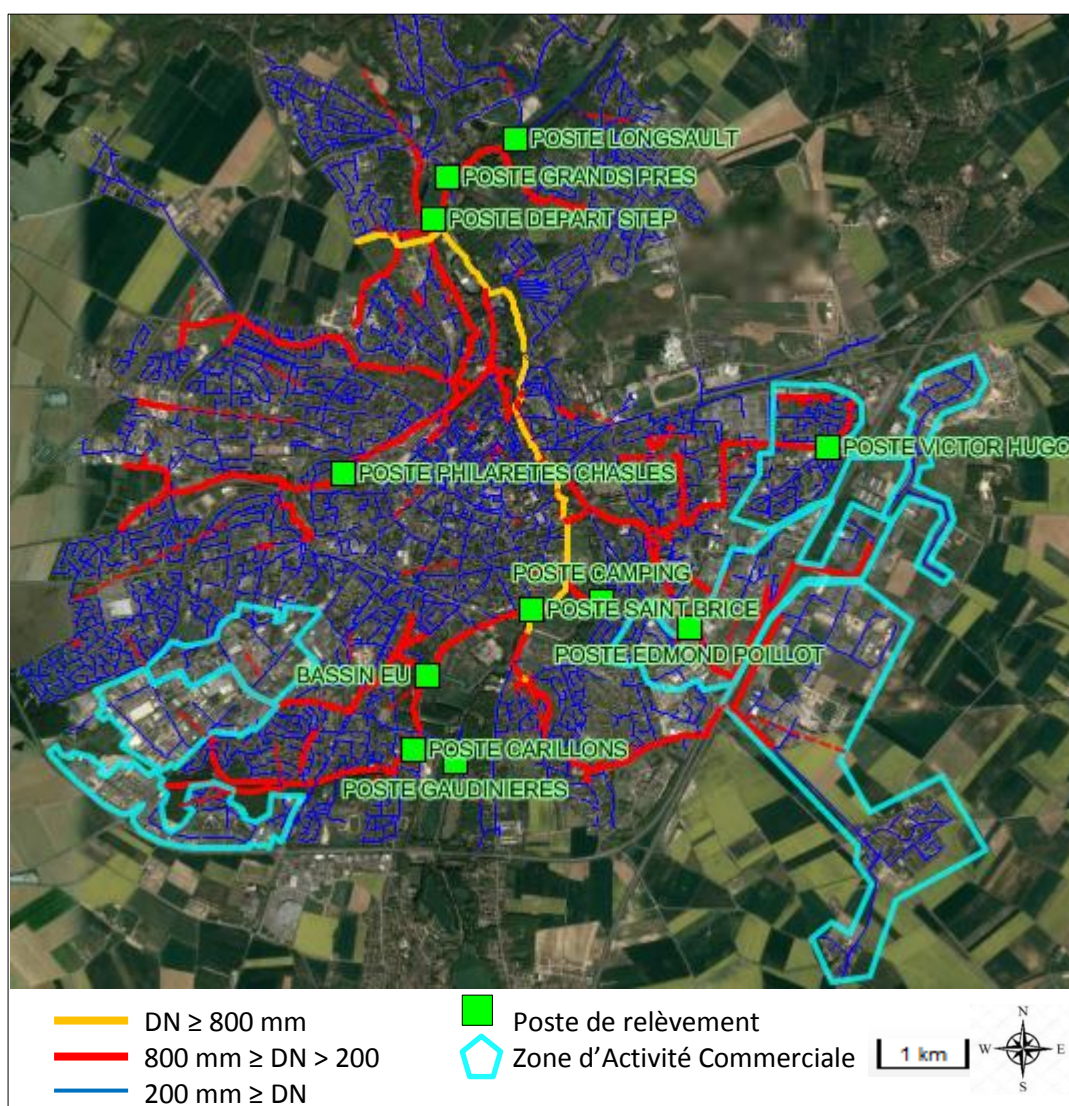 POSTE LONGSAULT
POSTE GRANDS PRES
POSTE DEPART STEP
POSTE VICTOR HUGO
POSTE PHILARETES CHASLES
POSTE CAMPING
POSTE SAINT BRICE
POSTE EDMOND POILLOT
BASSIN EU
POSTE CARILLONS
POSTE GAUDINIERES
DN ≥ 800 mm
800 mm ≥ DN > 200
200 mm ≥ DN
Poste de relèvement
Zone d’Activité Commerciale
1 km
N
W
E
S